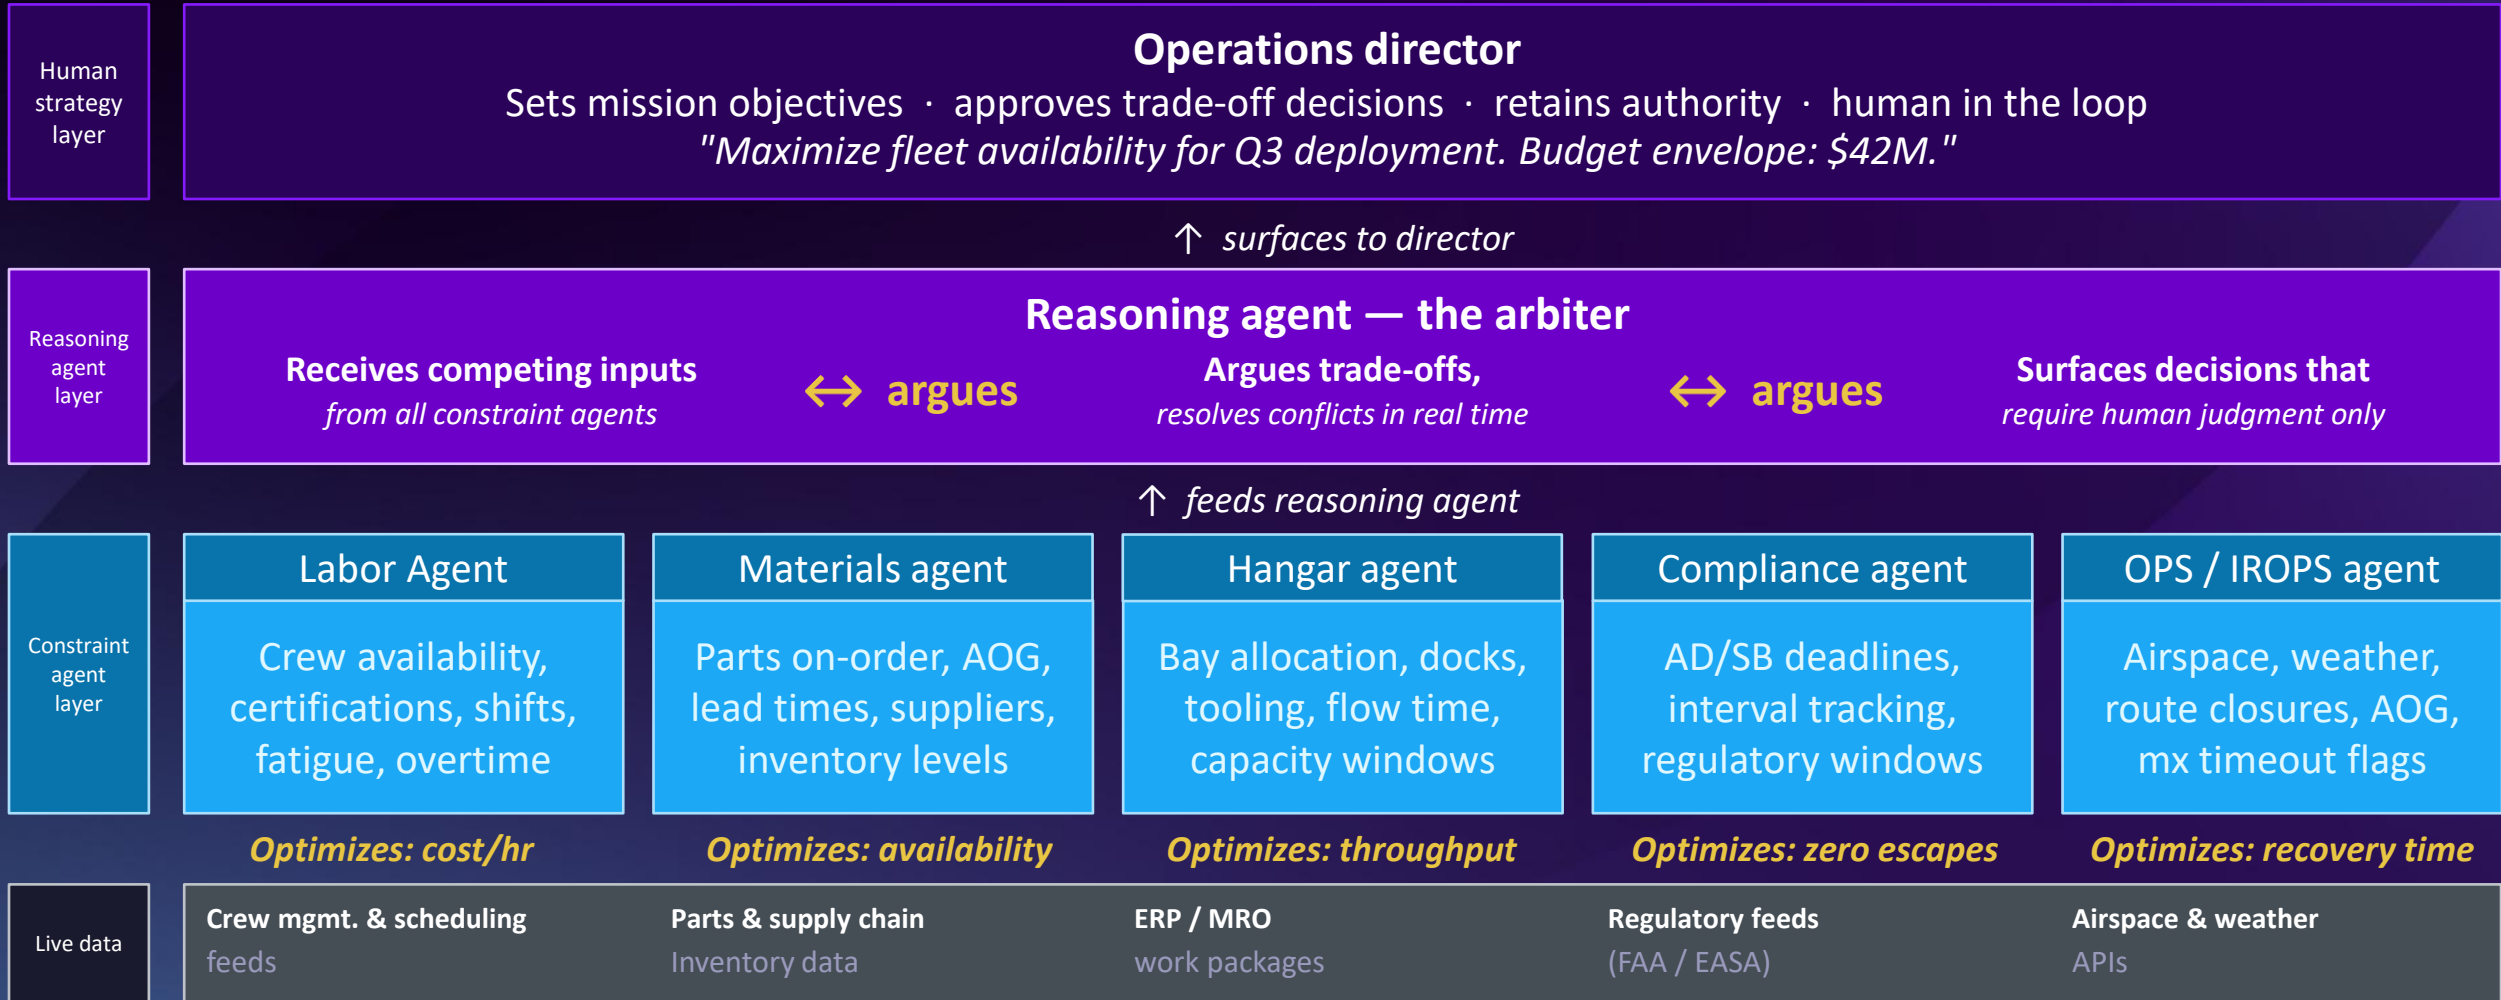 Human
strategy
layer
Operations director
Sets mission objectives · approves trade-off decisions · retains authority · human in the loop
"Maximize fleet availability for Q3 deployment. Budget envelope: $42M."
↑ surfaces to director
Reasoning
agent
layer
Reasoning agent — the arbiter
Receives competing inputs
from all constraint agents
↔ argues
Argues trade-offs,
resolves conflicts in real time
↔ argues
Surfaces decisions that
require human judgment only
↑ feeds reasoning agent
Constraint
agent
layer
Labor Agent
Crew availability,
certifications, shifts,
fatigue, overtime
Optimizes: cost/hr
Materials agent
Parts on-order, AOG,
lead times, suppliers,
inventory levels
Optimizes: availability
Hangar agent
Bay allocation, docks,
tooling, flow time,
capacity windows
Optimizes: throughput
Compliance agent
AD/SB deadlines,
interval tracking,
regulatory windows
Optimizes: zero escapes
OPS / IROPS agent
Airspace, weather,
route closures, AOG,
mx timeout flags
Optimizes: recovery time
Live data
Crew mgmt. & scheduling
feeds
Parts & supply chain
Inventory data
ERP / MRO
work packages
Regulatory feeds
(FAA / EASA)
Airspace & weather
APIs